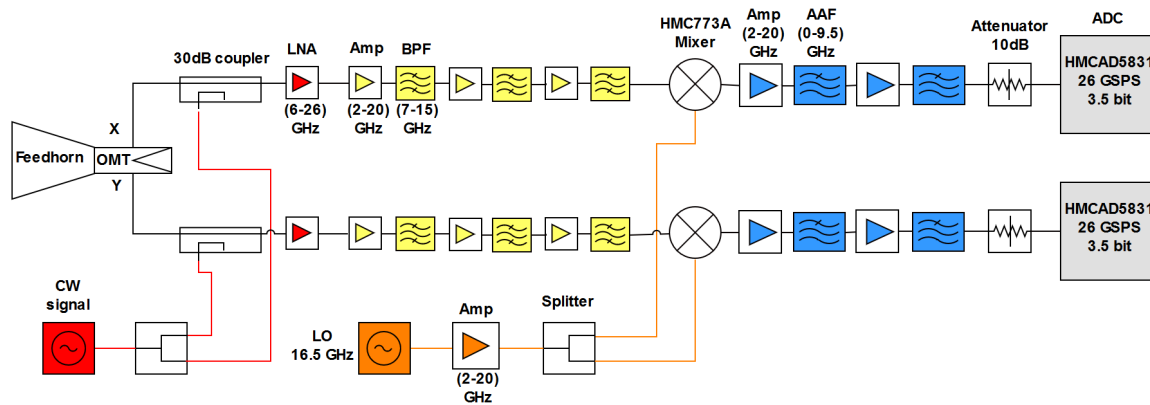 30dB coupler
LNA
Amp
BPF
HMC773A
Mixer
Amp
(2-20)
GHz
AAF
(0-9.5)
GHz
Attenuator
10dB
ADC
HMCAD5831
26 GSPS
3.5 bit
(6-26)
GHz
(2-20)
GHz
(7-15)
GHz
X
Feedhorn
OMT
Y
HMCAD5831
26 GSPS
3.5 bit
CW
signal
LO
16.5 GHz
Amp
(2-20)
GHz
Splitter